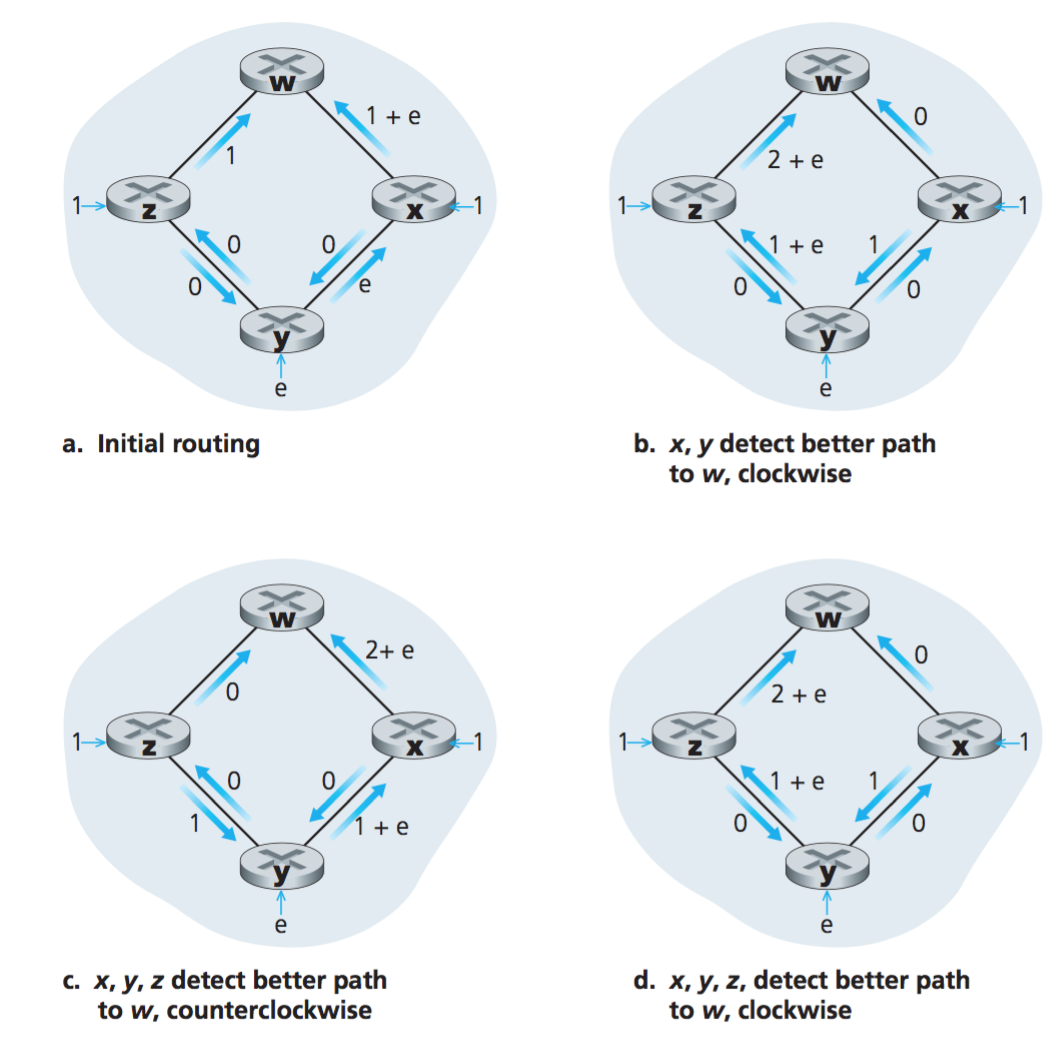 w
1 + e
1
1
z
x
1
0
0
0
e
y
e
a. Initial routing
w
0
2 + e
1
z
x
1
1 + e
1
0
0
y
e
b. x, y detect better path
to w, clockwise
w
2+ e
0
1
z
x
1
0
0
1
1 + e
y
e
c. x, y, z detect better path
to w, counterclockwise
w
0
2 + e
1
z
x
1
1 + e
1
0
0
y
e
d. x, y, z, detect better path
to w, clockwise